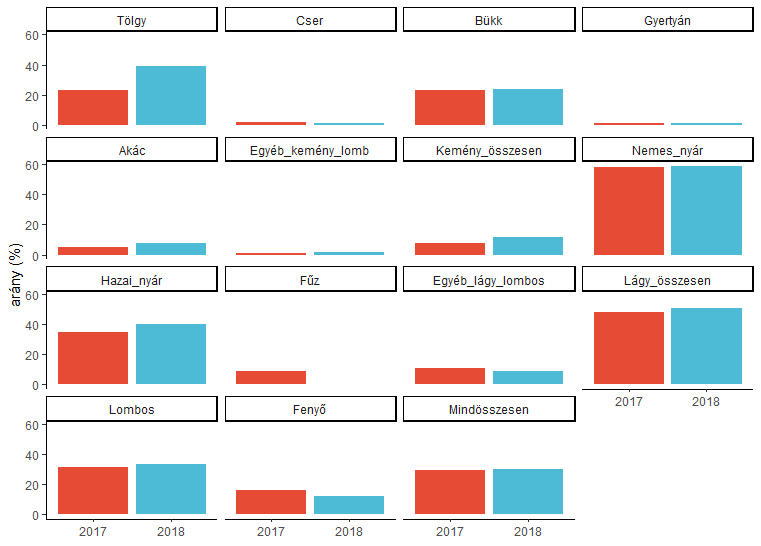 Tölgy Cser Bükk Gyertyán
60
40
20
0
Akác Egyéb_kemény_lomb Kemény_összesen Nemes_nyár
60
40
20
0
arány (%)
Hazai_nyár Fűz Egyéb_lágy_lombos Lágy_összesen
60
40
20
0
2017 2018
Lombos Fenyő Mindösszesen
60
40
20
0
2017 2018 2017 2018 2017 2018